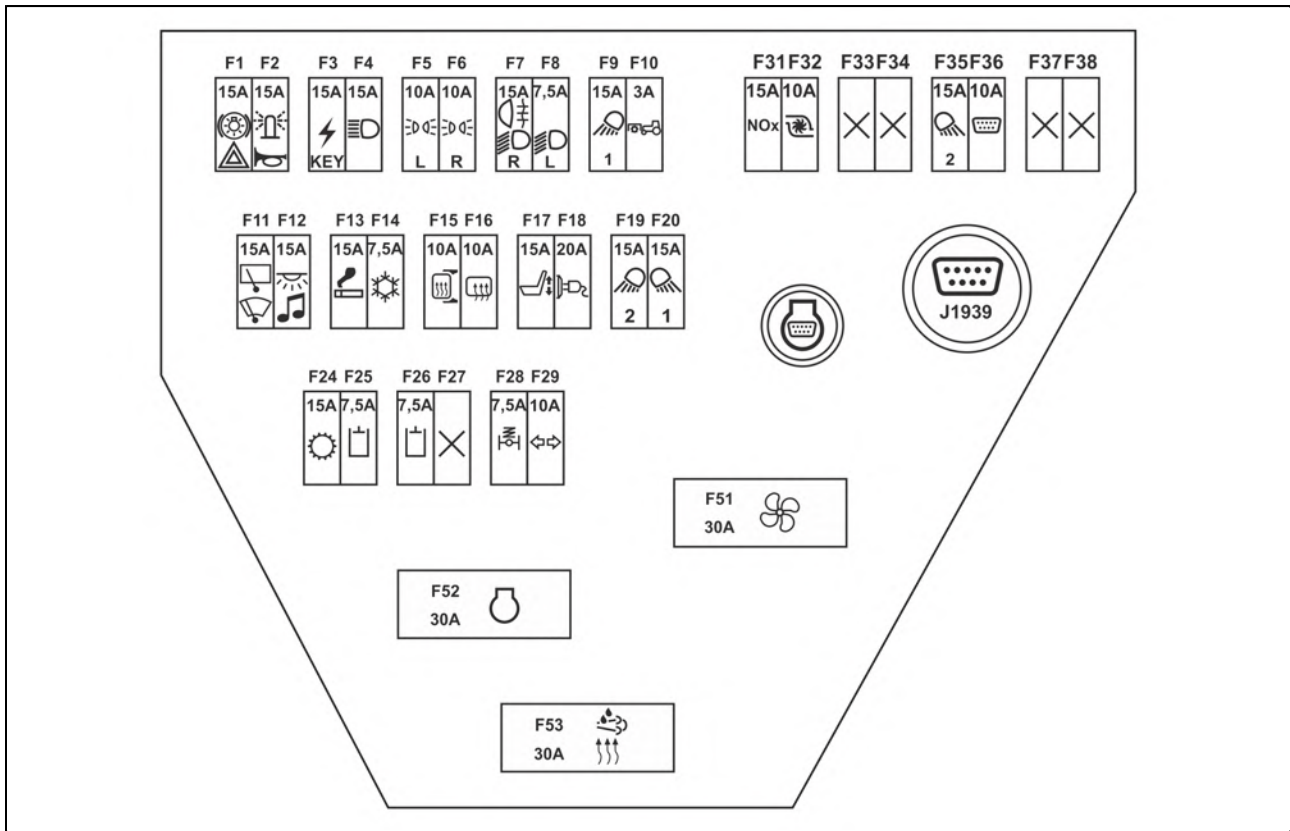 F1 F2 F3 F4 F5 F6 F7 F8 F9 F10 F31 F32 F33 F34 F35 F36 F37 F38
15A 15A 15A 15A 10A 10A 15A 7,5A 15A 3A 15A 10A 15A 10A
NOx
KEY L R R L 1 2
F11 F12 F13 F14 F15 F16 F17 F18 F19 F20
15A 15A 15A 7,5A 10A 10A 15A 20A 15A 15A
2 1
J1939
F24 F25 F26 F27 F28 F29
15A 7,5A 7,5A 7,5A 10A
F51
30A
F52
30A
F53
30A